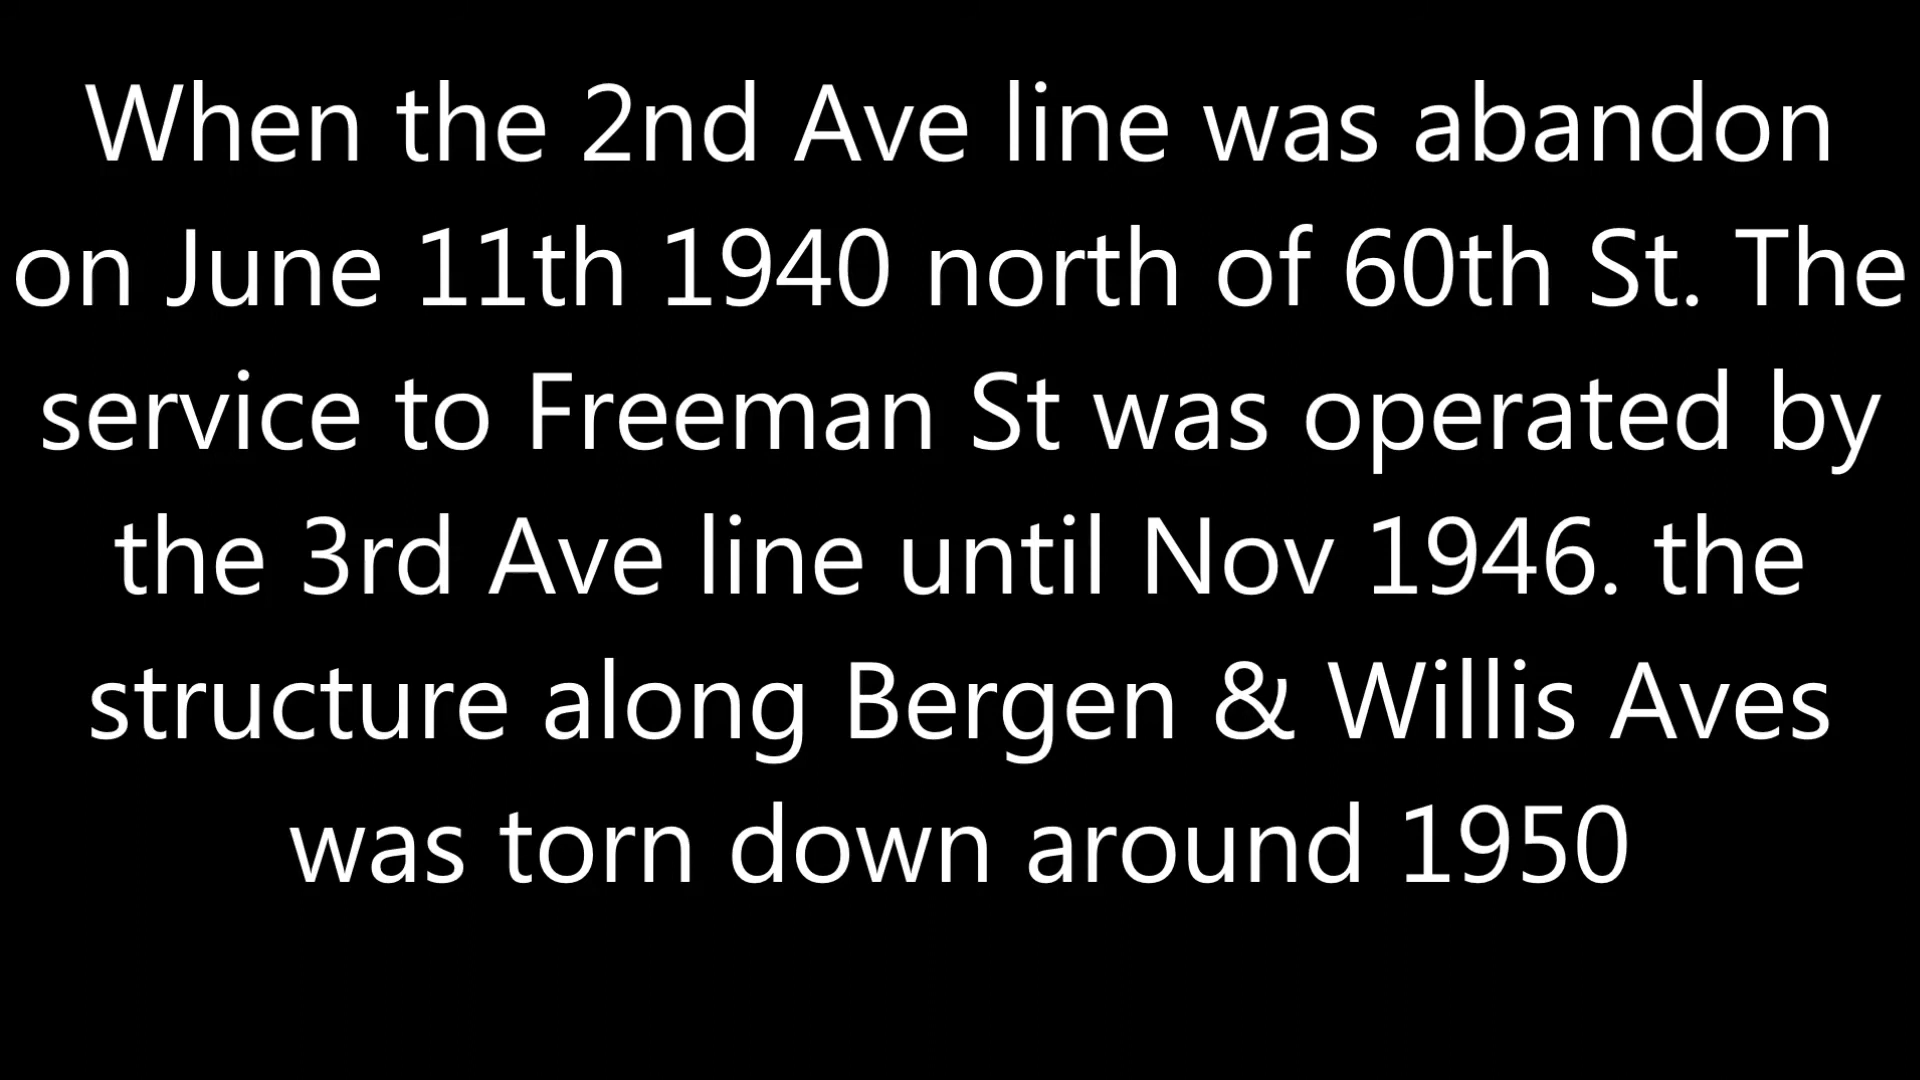 When the 2nd Ave line was abandon
on June 11th 1940 north of 60th St. The
service to Freeman St was operated by
the 3rd Ave line until Nov 1946. the
structure along Bergen & Willis Aves
was torn down around 1950